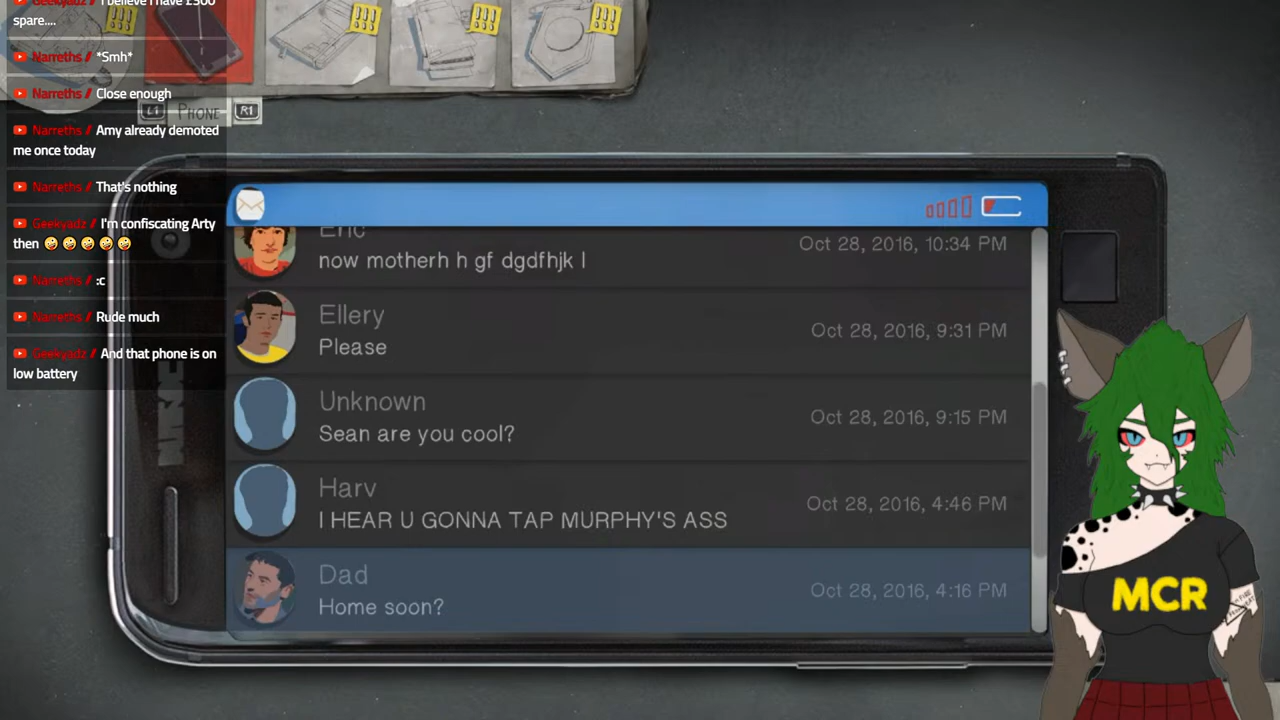 Geekyadz / I believe I have £300
spare....
Narreths / *Smh*
Narreths / Close enough
Narreths / Amy already demoted
me once today
Narreths / That's nothing
Geekyadz / I'm confiscating Arty
then 🤪🤪🤪🤪🤪
Narreths / :c
Narreths / Rude much
Geekyadz / And that phone is on
low battery
L1 PHONE R1
Eric
Oct 28, 2016, 10:34 PM
now motherh h gf dgdfhjk l
Ellery
Oct 28, 2016, 9:31 PM
Please
Unknown
Oct 28, 2016, 9:15 PM
Sean are you cool?
Harv
Oct 28, 2016, 4:46 PM
I HEAR U GONNA TAP MURPHY'S ASS
Dad
Oct 28, 2016, 4:16 PM
Home soon?
MCR